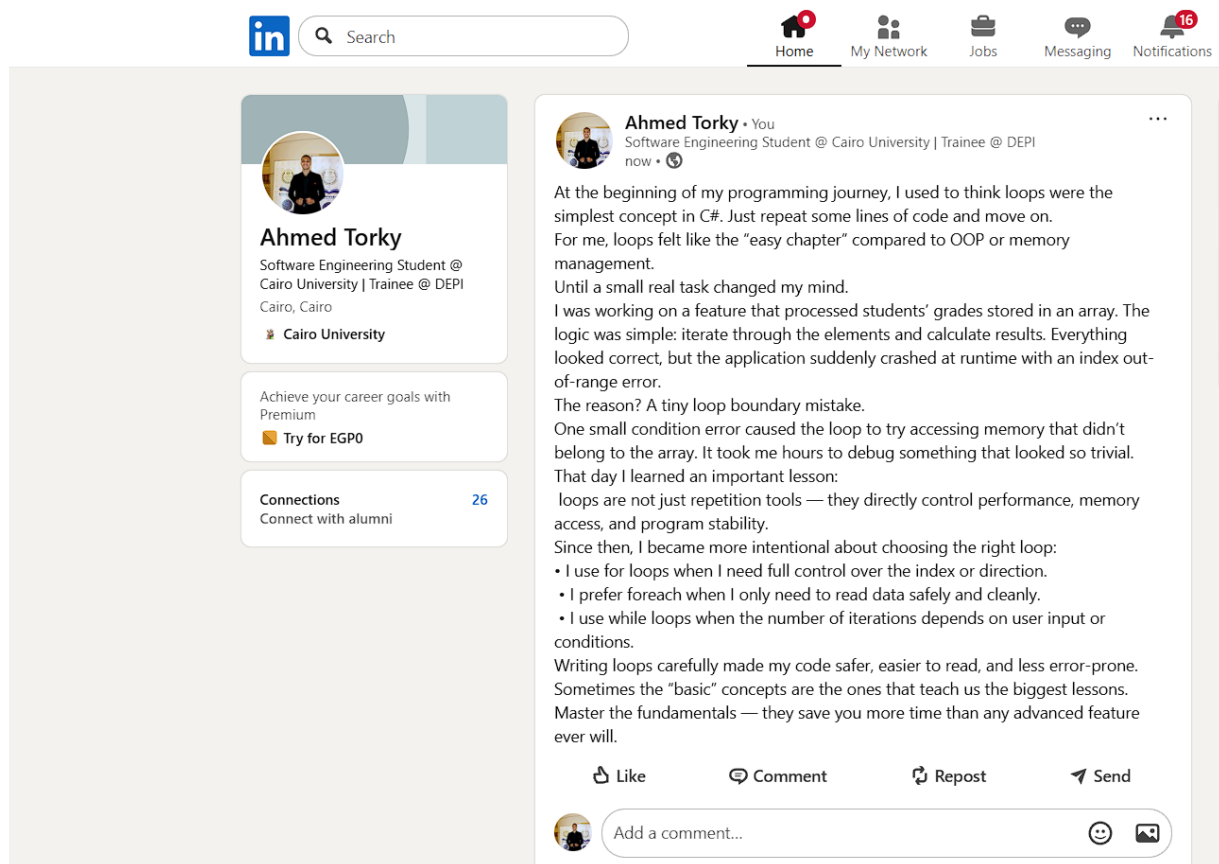 in
Search
Home
My Network
Jobs
Messaging
16
Notifications
Ahmed Torky
Software Engineering Student @
Cairo University | Trainee @ DEPI
Cairo, Cairo
Cairo University
Achieve your career goals with
Premium
Try for EGP0
Connections 26
Connect with alumni
Ahmed Torky • You
Software Engineering Student @ Cairo University | Trainee @ DEPI
now •
At the beginning of my programming journey, I used to think loops were the
simplest concept in C#. Just repeat some lines of code and move on.
For me, loops felt like the “easy chapter” compared to OOP or memory
management.
Until a small real task changed my mind.
I was working on a feature that processed students’ grades stored in an array. The
logic was simple: iterate through the elements and calculate results. Everything
looked correct, but the application suddenly crashed at runtime with an index out-
of-range error.
The reason? A tiny loop boundary mistake.
One small condition error caused the loop to try accessing memory that didn’t
belong to the array. It took me hours to debug something that looked so trivial.
That day I learned an important lesson:
loops are not just repetition tools — they directly control performance, memory
access, and program stability.
Since then, I became more intentional about choosing the right loop:
• I use for loops when I need full control over the index or direction.
• I prefer foreach when I only need to read data safely and cleanly.
• I use while loops when the number of iterations depends on user input or
conditions.
Writing loops carefully made my code safer, easier to read, and less error-prone.
Sometimes the “basic” concepts are the ones that teach us the biggest lessons.
Master the fundamentals — they save you more time than any advanced feature
ever will.
Like
Comment
Repost
Send
Add a comment...